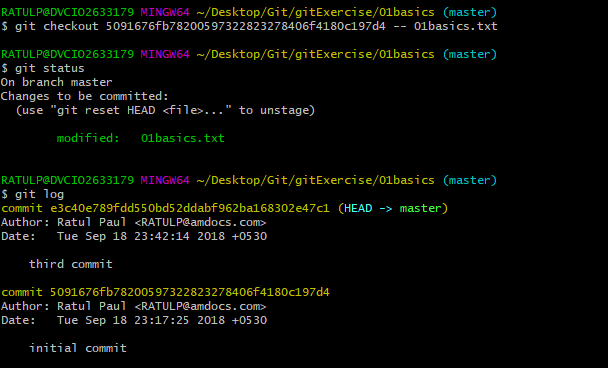 RATULP@DVCIO2633179 MINGW64 ~/Desktop/Git/gitExercise/01basics (master)
$ git checkout 5091676fb78200597322823278406f4180c197d4 -- 01basics.txt
RATULP@DVCIO2633179 MINGW64 ~/Desktop/Git/gitExercise/01basics (master)
$ git status
On branch master
Changes to be committed:
(use "git reset HEAD <file>..." to unstage)
modified: 01basics.txt
RATULP@DVCIO2633179 MINGW64 ~/Desktop/Git/gitExercise/01basics (master)
$ git log
commit e3c40e789fdd550bd52ddabf962ba168302e47c1 (HEAD -> master)
Author: Ratul Paul <RATULP@amdocs.com>
Date: Tue Sep 18 23:42:14 2018 +0530
third commit
commit 5091676fb78200597322823278406f4180c197d4
Author: Ratul Paul <RATULP@amdocs.com>
Date: Tue Sep 18 23:17:25 2018 +0530
initial commit